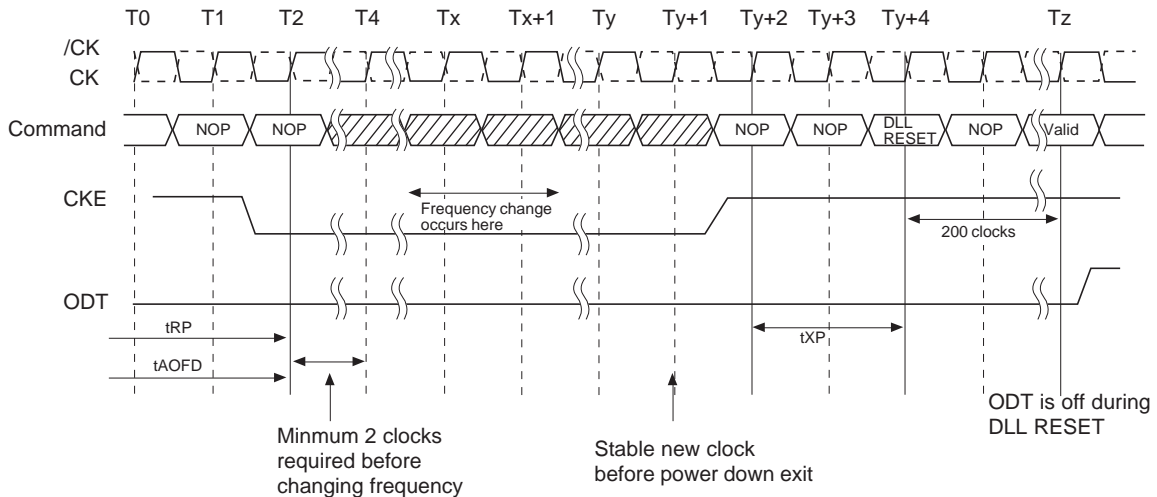 T0 T1 T2 T4 Tx Tx+1 Ty Ty+1 Ty+2 Ty+3 Ty+4 Tz
/CK
CK
Command
NOP NOP NOP NOP DLL RESET NOP Valid
CKE
Frequency change
occurs here
200 clocks
ODT
tRP
tXP
tAOFD
Minmum 2 clocks
required before
changing frequency
Stable new clock
before power down exit
ODT is off during
DLL RESET